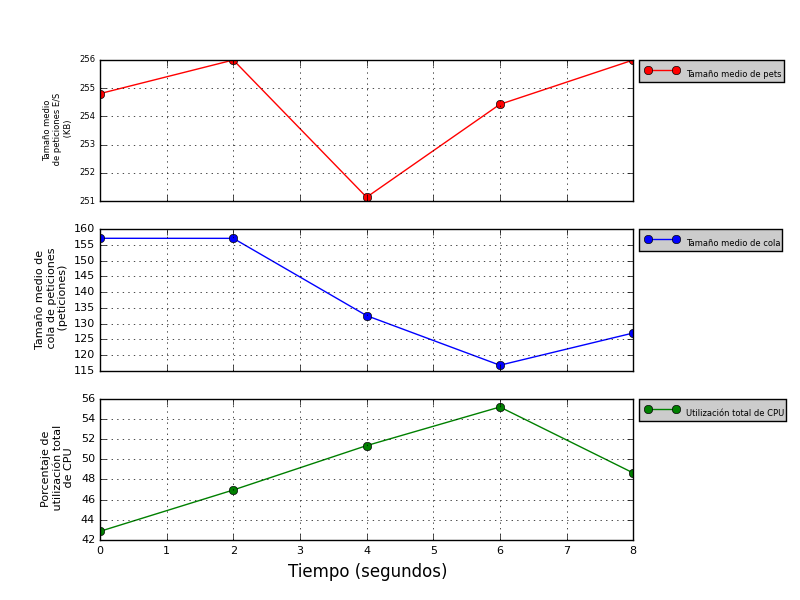 256
255
254
253
252
251
Tamaño medio
de peticiones E/S
(KB)
Tamaño medio de pets
160
155
150
145
140
135
130
125
120
115
Tamaño medio de
cola de peticiones
(peticiones)
Tamaño medio de cola
56
54
52
50
48
46
44
42
Porcentaje de
utilización total
de CPU
Utilización total de CPU
0 1 2 3 4 5 6 7 8
Tiempo (segundos)